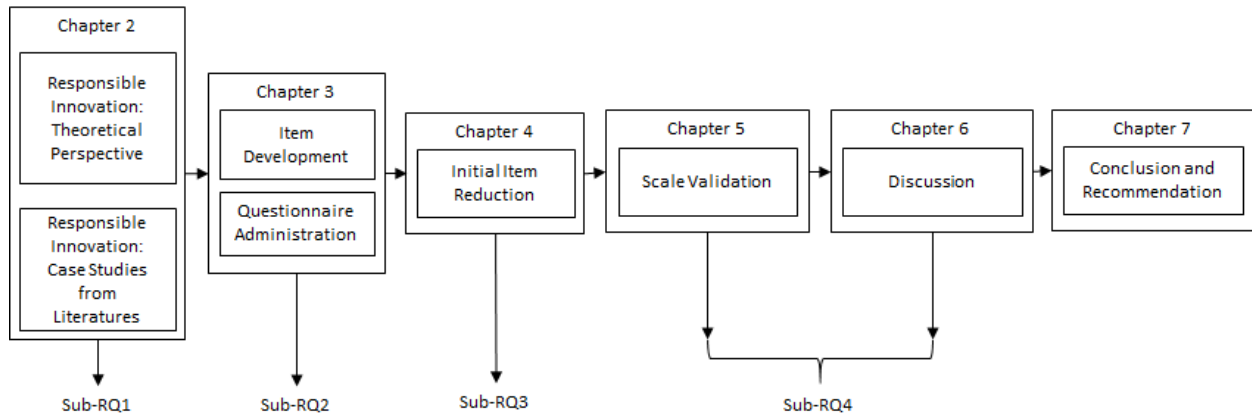 Chapter 2
Responsible
Innovation:
Theoretical
Perspective
Responsible
Innovation:
Case Studies
from
Literatures
Chapter 3
Item
Development
Questionnaire
Administration
Chapter 4
Initial Item
Reduction
Chapter 5
Scale Validation
Chapter 6
Discussion
Chapter 7
Conclusion and
Recommendation
Sub-RQ1
Sub-RQ2
Sub-RQ3
Sub-RQ4